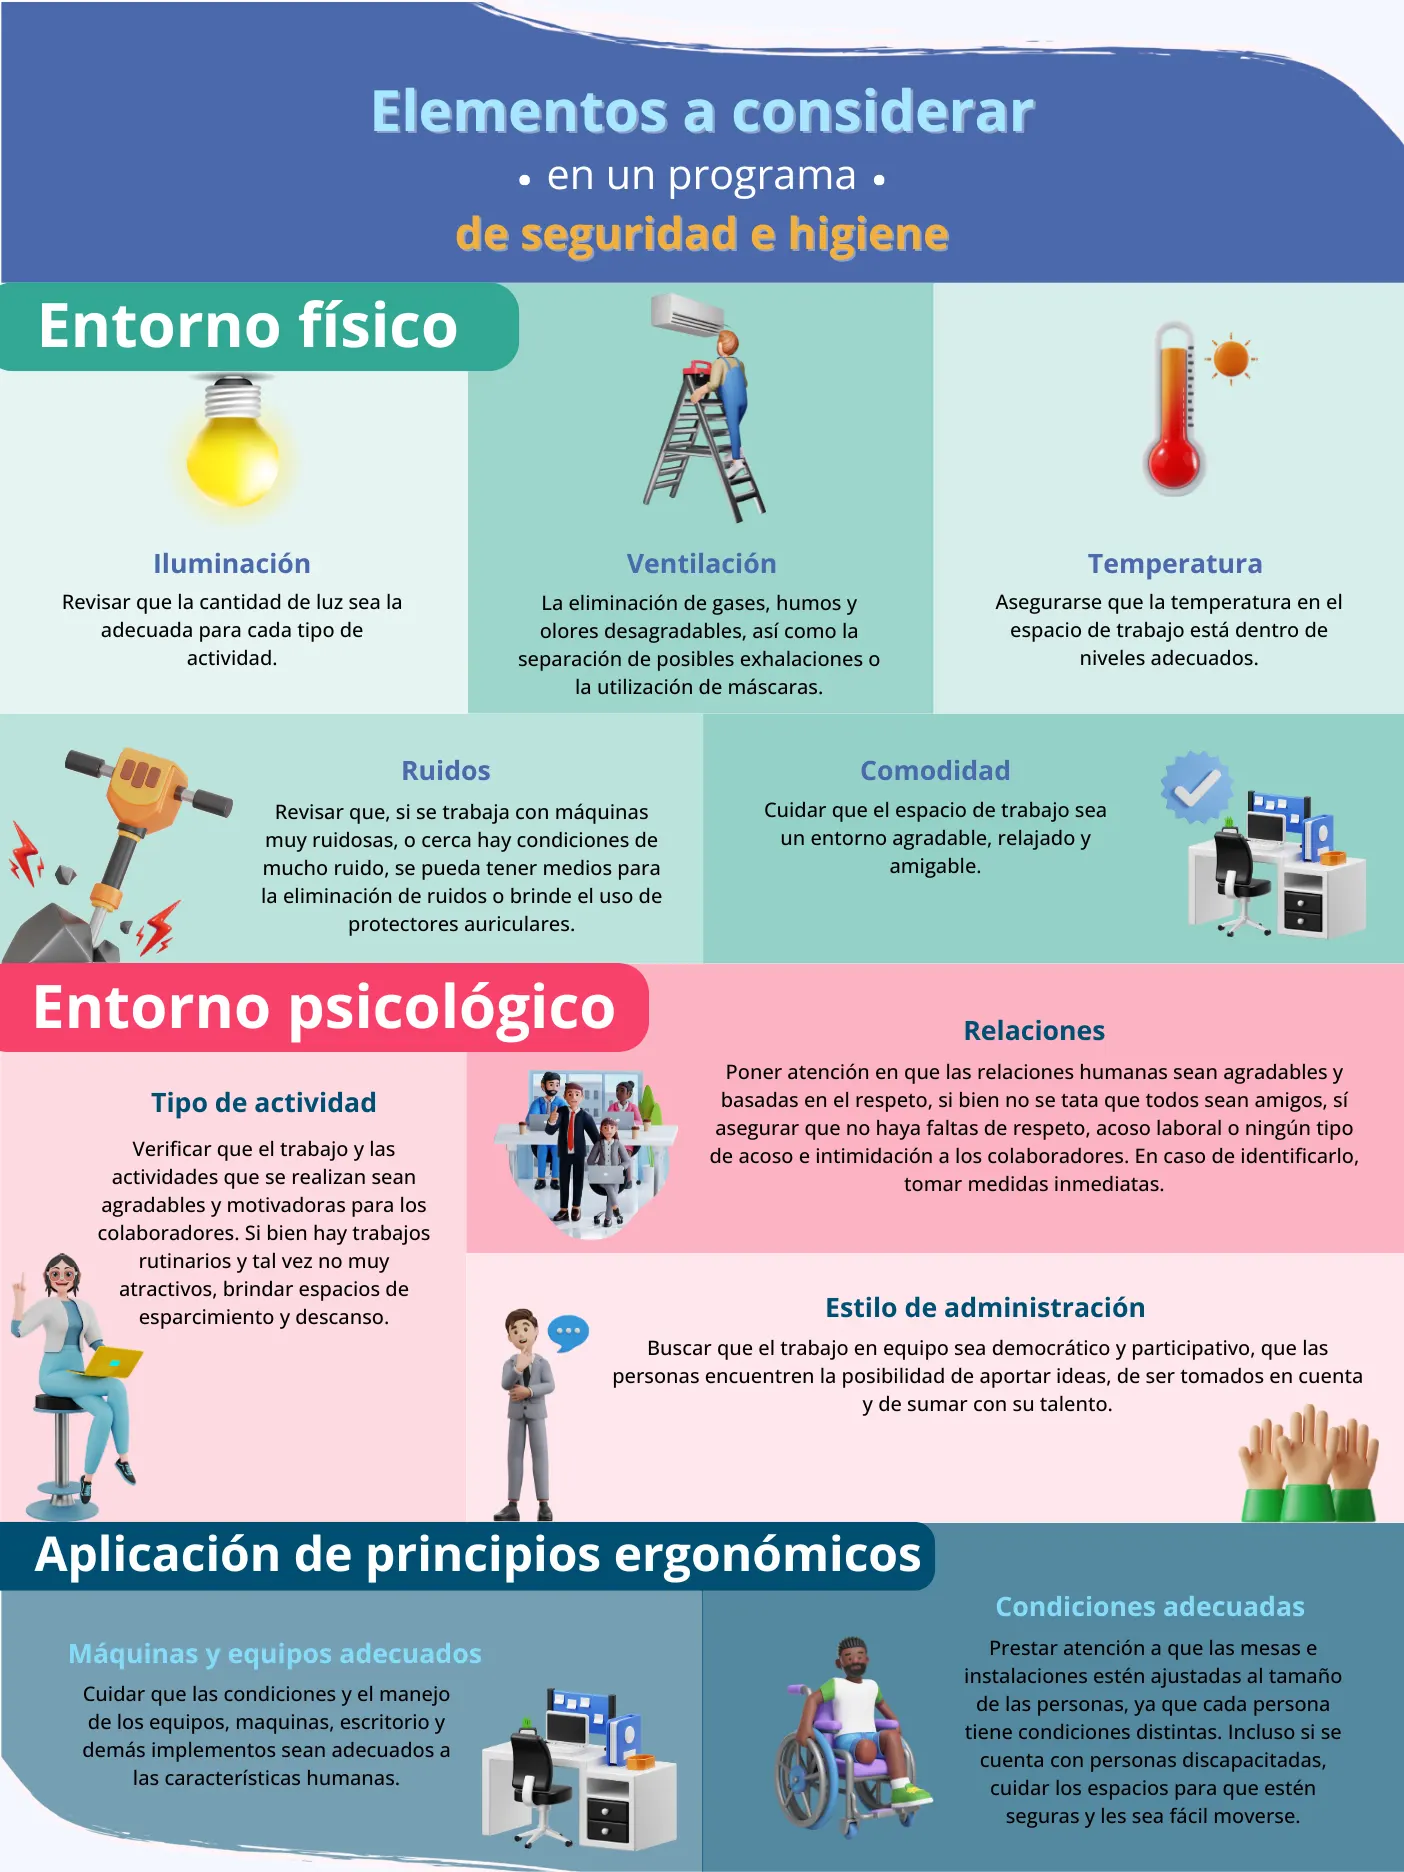 Elementos a considerar
• en un programa •
de seguridad e higiene
Entorno físico
Iluminación
Revisar que la cantidad de luz sea la
adecuada para cada tipo de
actividad.
Ventilación
La eliminación de gases, humos y
olores desagradables, así como la
separación de posibles exhalaciones o
la utilización de máscaras.
Temperatura
Asegurarse que la temperatura en el
espacio de trabajo está dentro de
niveles adecuados.
Ruidos
Revisar que, si se trabaja con máquinas
muy ruidosas, o cerca hay condiciones de
mucho ruido, se pueda tener medios para
la eliminación de ruidos o brinde el uso de
protectores auriculares.
Comodidad
Cuidar que el espacio de trabajo sea
un entorno agradable, relajado y
amigable.
Entorno psicológico
Tipo de actividad
Verificar que el trabajo y las
actividades que se realizan sean
agradables y motivadoras para los
colaboradores. Si bien hay trabajos
rutinarios y tal vez no muy
atractivos, brindar espacios de
esparcimiento y descanso.
Relaciones
Poner atención en que las relaciones humanas sean agradables y
basadas en el respeto, si bien no se tata que todos sean amigos, sí
asegurar que no haya faltas de respeto, acoso laboral o ningún tipo
de acoso e intimidación a los colaboradores. En caso de identificarlo,
tomar medidas inmediatas.
Estilo de administración
Buscar que el trabajo en equipo sea democrático y participativo, que las
personas encuentren la posibilidad de aportar ideas, de ser tomados en cuenta
y de sumar con su talento.
Aplicación de principios ergonómicos
Máquinas y equipos adecuados
Cuidar que las condiciones y el manejo
de los equipos, maquinas, escritorio y
demás implementos sean adecuados a
las características humanas.
Condiciones adecuadas
Prestar atención a que las mesas e
instalaciones estén ajustadas al tamaño
de las personas, ya que cada persona
tiene condiciones distintas. Incluso si se
cuenta con personas discapacitadas,
cuidar los espacios para que estén
seguras y les sea fácil moverse.